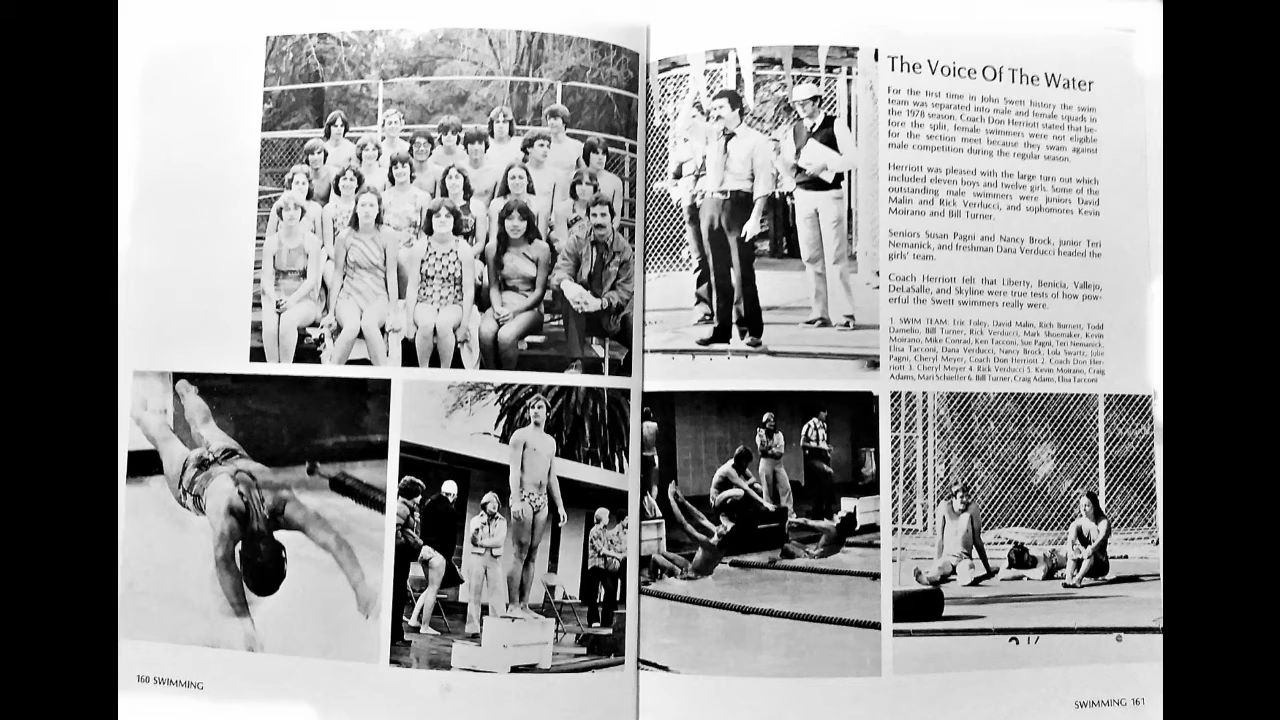 The Voice Of The Water
For the first time in John Swett history the swim
team was separated into male and female squads in
the 1978 season. Coach Don Herriott stated that be-
fore the split, female swimmers were not eligible
for the section meet because they swam against
male competition during the regular season.
Herriott was pleased with the large turn out which
included eleven boys and twelve girls. Some of the
outstanding male swimmers were juniors David
Malin and Rick Verducci, and sophomores Kevin
Moirano and Bill Turner.
Seniors Susan Pagni and Nancy Brock, junior Teri
Nemanick, and freshman Dana Verducci headed the
girls' team.
Coach Herriott felt that Liberty, Benicia, Vallejo,
DeLaSalle, and Skyline were true tests of how pow-
erful the Swett swimmers really were.
1. SWIM TEAM: Eric Foley, David Malin, Rich Burnett, Todd
Damelio, Bill Turner, Rick Verducci, Mark Shoemaker, Kevin
Moirano, Mike Conrad, Ken Tacconi, Sue Pagni, Teri Nemanick,
Elisa Tacconi, Dana Verducci, Nancy Brock, Lola Swartz, Julie
Pagni, Cheryl Meyer, Coach Don Herriott 2. Coach Don Her-
riott 3. Cheryl Meyer 4. Rick Verducci 5. Kevin Moirano, Craig
Adams, Mari Schieffer 6. Bill Turner, Craig Adams, Elisa Tacconi
160 SWIMMING
SWIMMING 161